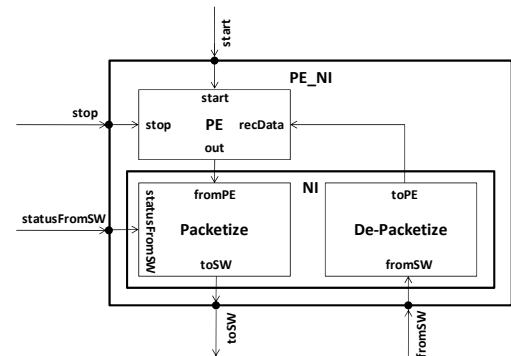 start
PE_NI
start
stop
stop
PE
recData
out
NI
fromPE
toPE
statusFromSW
statusFromSW
Packetize
De-Packetize
toSW
fromSW
toSW
fromSW